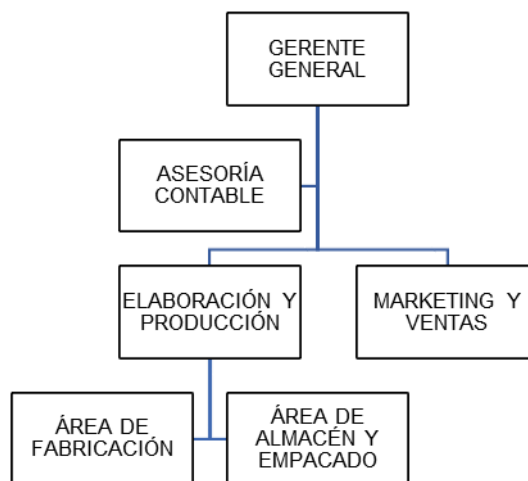 GERENTE
GENERAL
ASESORÍA
CONTABLE
ELABORACIÓN Y
PRODUCCIÓN
MARKETING Y
VENTAS
ÁREA DE
FABRICACIÓN
ÁREA DE
ALMACÉN Y
EMPACADO